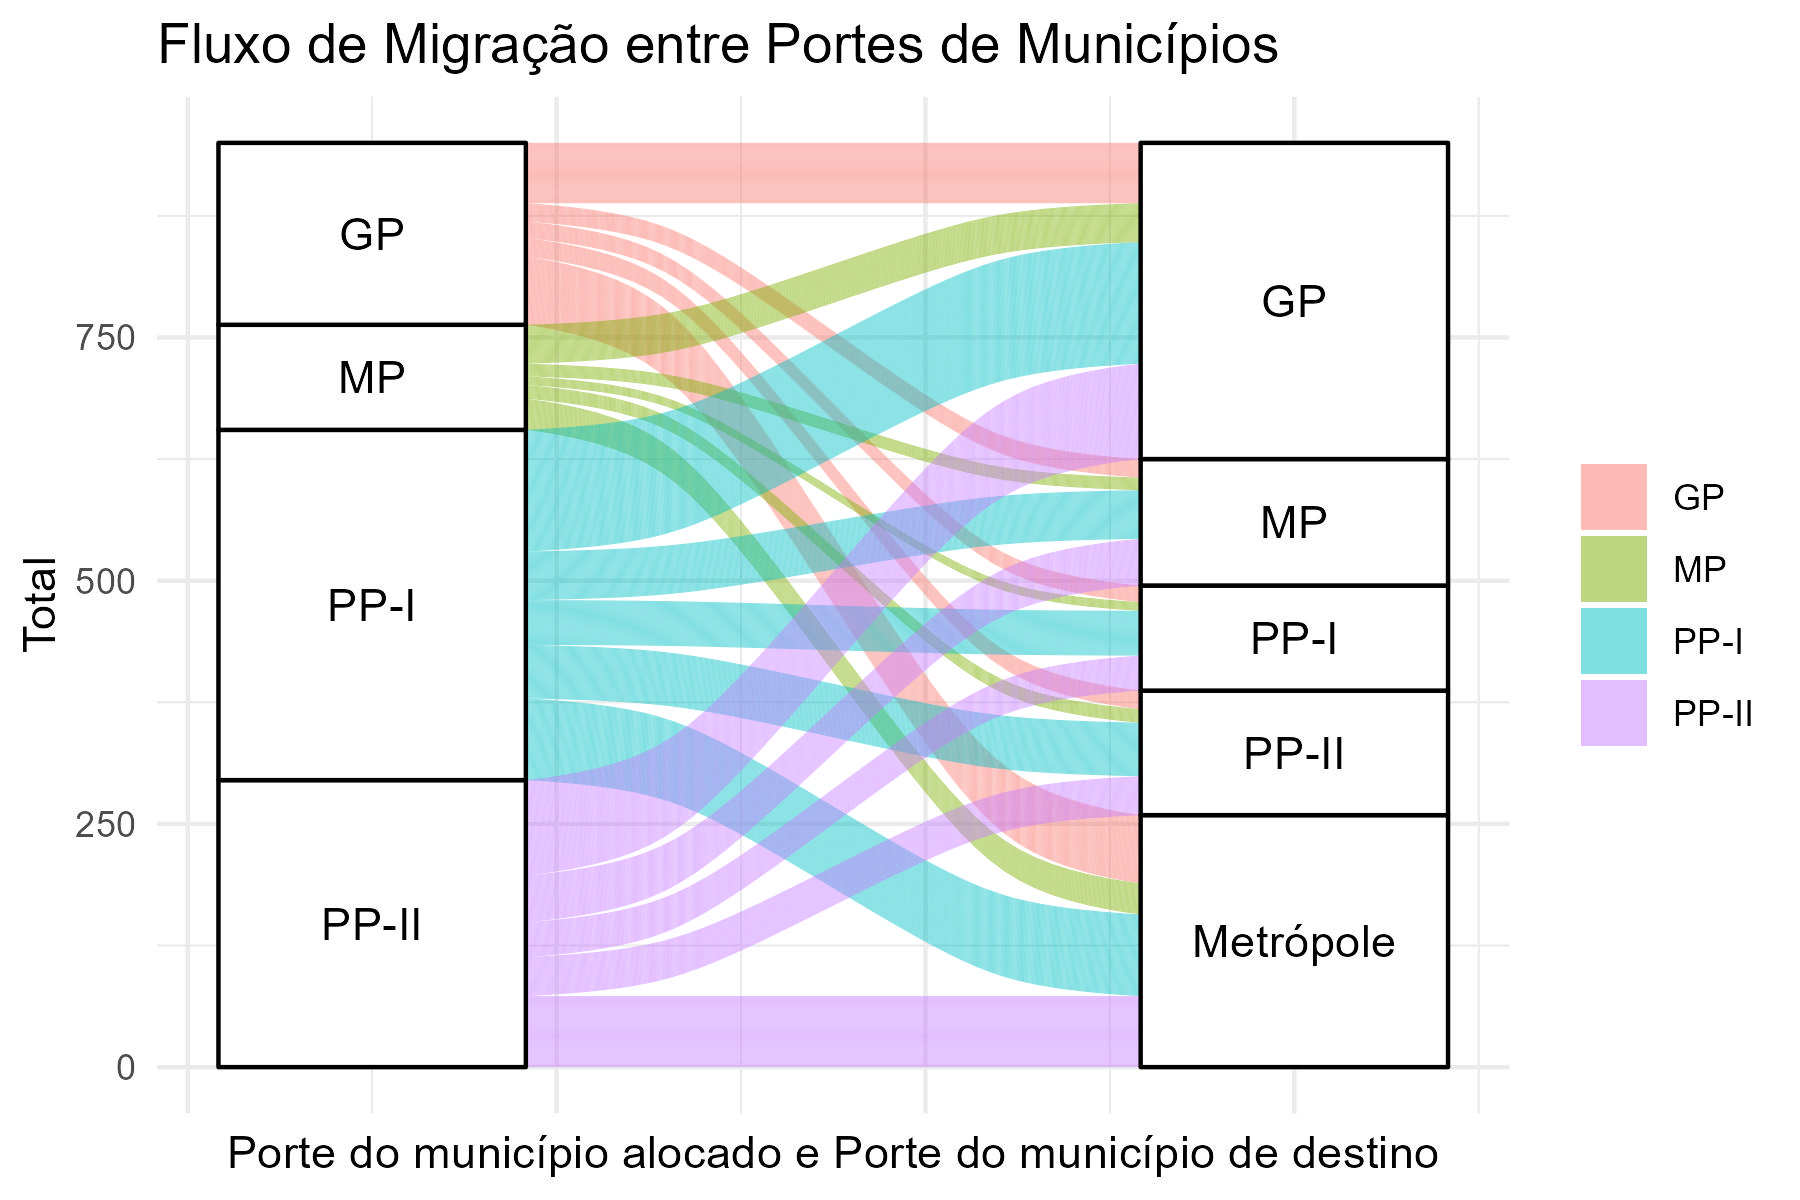 Fluxo de Migração entre Portes de Municípios
Total
750
500
250
0
GP
MP
PP-I
PP-II
GP
MP
PP-I
PP-II
Metrópole
GP
MP
PP-I
PP-II
Porte do município alocado e Porte do município de destino